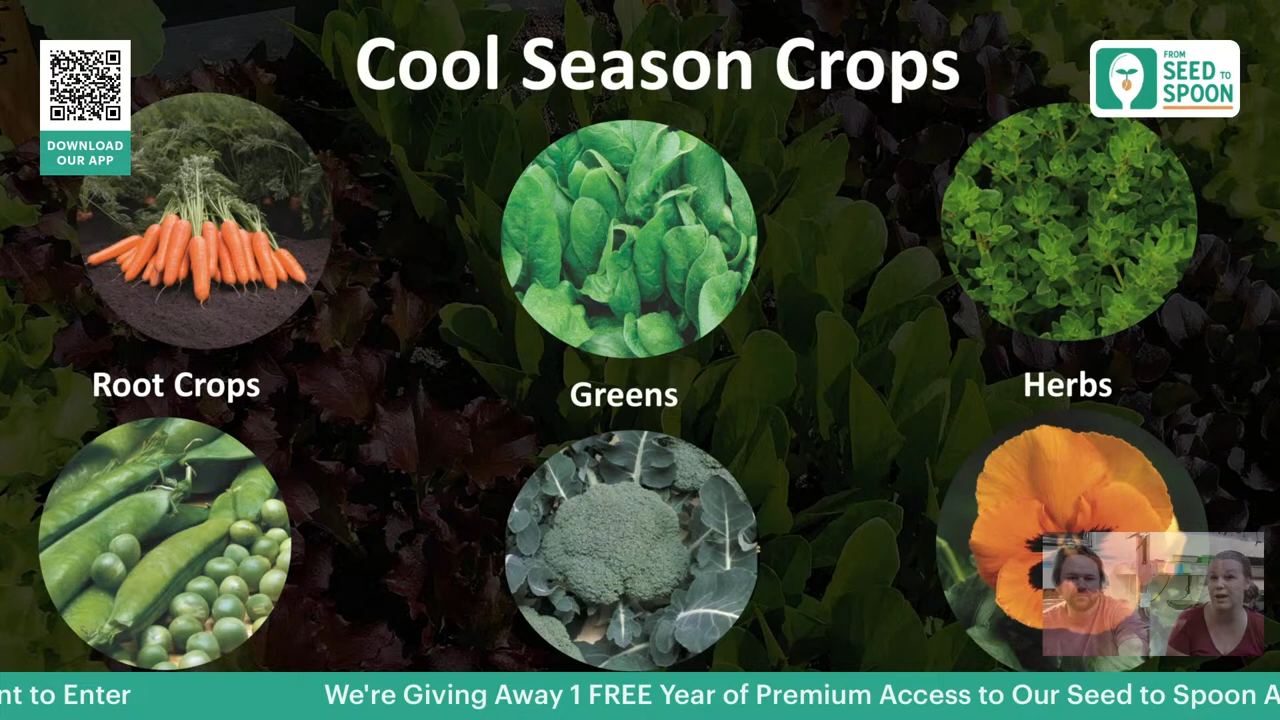 Cool Season Crops
DOWNLOAD
OUR APP
FROM
SEED TO
SPOON
Root Crops
Greens
Herbs
nt to Enter
We're Giving Away 1 FREE Year of Premium Access to Our Seed to Spoon A